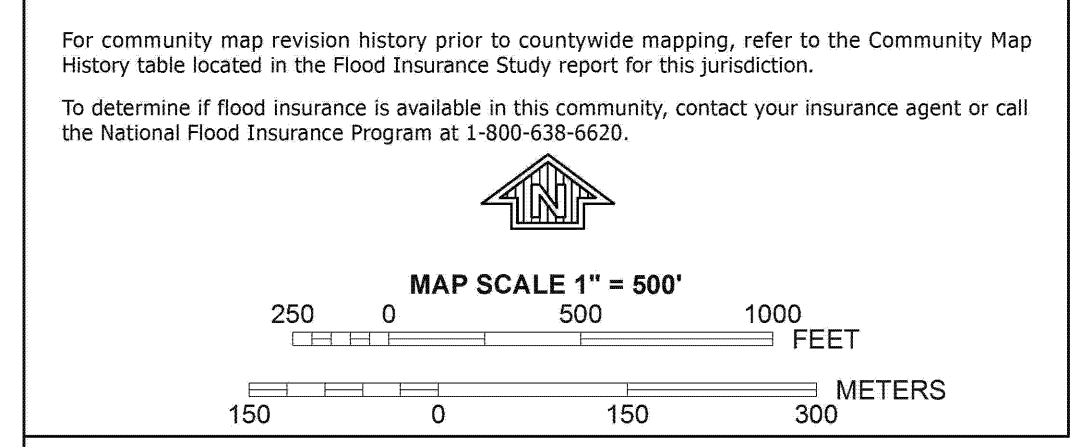 For community map revision history prior to countywide mapping, refer to the Community Map
History table located in the Flood Insurance Study report for this jurisdiction.
To determine if flood insurance is available in this community, contact your insurance agent or call
the National Flood Insurance Program at 1-800-638-6620.
N
MAP SCALE 1" = 500'
250 0 500 1000
FEET
METERS
150 0 150 300